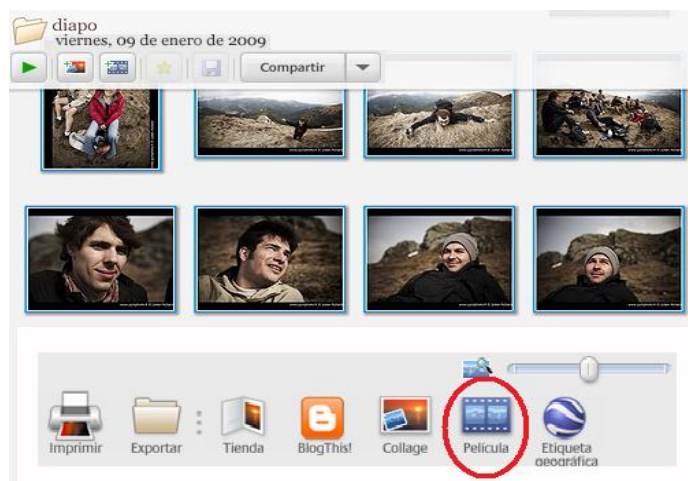 diapo
viernes, 09 de enero de 2009
Compartir
Imprimir
Exportar
Tienda
BlogThis!
Collage
Película
Etiqueta
geográfica